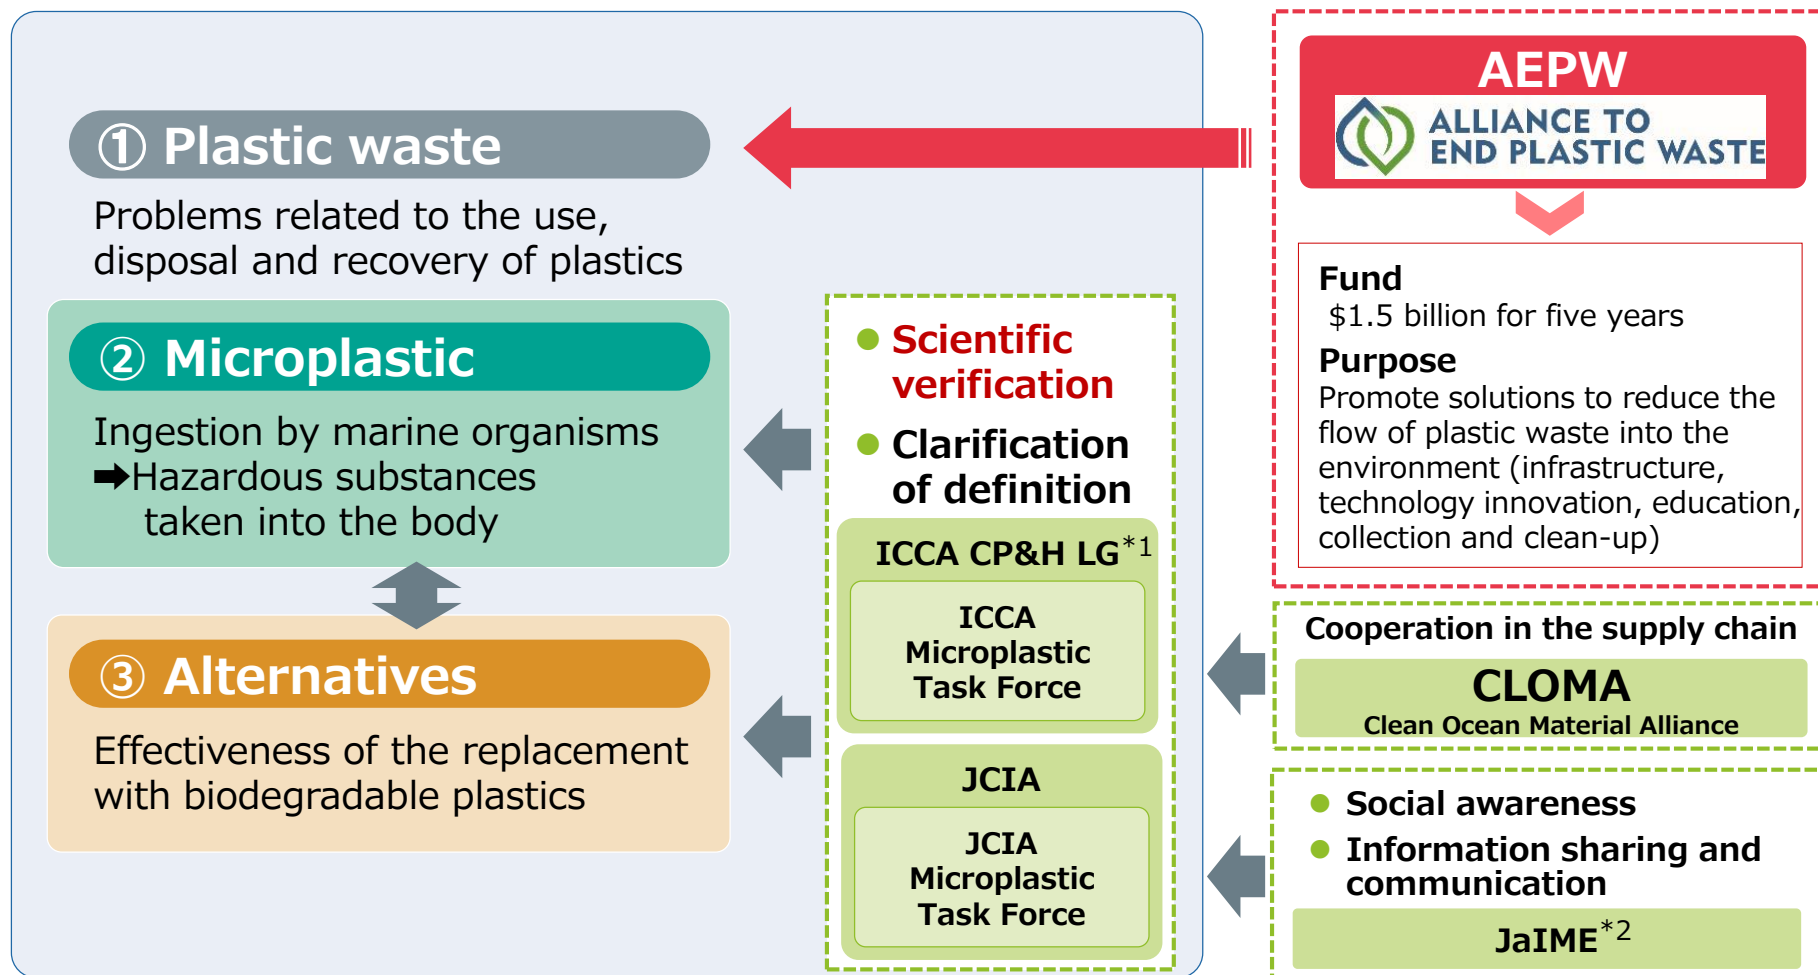 ① Plastic waste
Problems related to the use,
disposal and recovery of plastics
② Microplastic
Ingestion by marine organisms
➡Hazardous substances
taken into the body
③ Alternatives
Effectiveness of the replacement
with biodegradable plastics
● Scientific
verification
● Clarification
of definition
ICCA CP&H LG*1
ICCA
Microplastic
Task Force
JCIA
JCIA
Microplastic
Task Force
AEPW
ALLIANCE TO
END PLASTIC WASTE
Fund
$1.5 billion for five years
Purpose
Promote solutions to reduce the
flow of plastic waste into the
environment (infrastructure,
technology innovation, education,
collection and clean-up)
Cooperation in the supply chain
CLOMA
Clean Ocean Material Alliance
● Social awareness
● Information sharing and
communication
JaIME*2